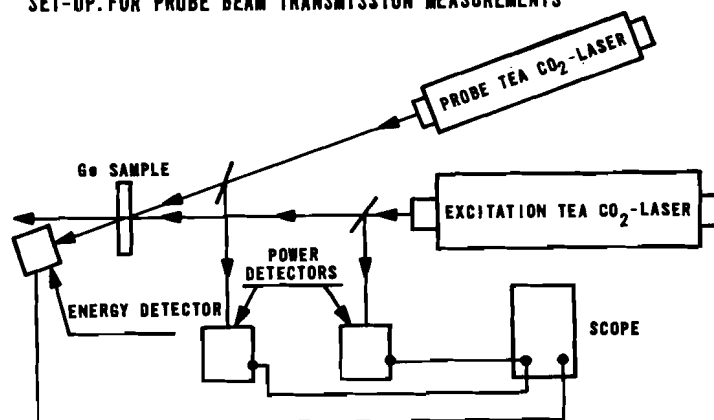 SET-UP.FOR PROBE BEAM TRANSMISSION MEASUREMENTS
PROBE TEA CO2-LASER
Ge SAMPLE
EXCITATION TEA CO2-LASER
POWER
DETECTORS
ENERGY DETECTOR
SCOPE